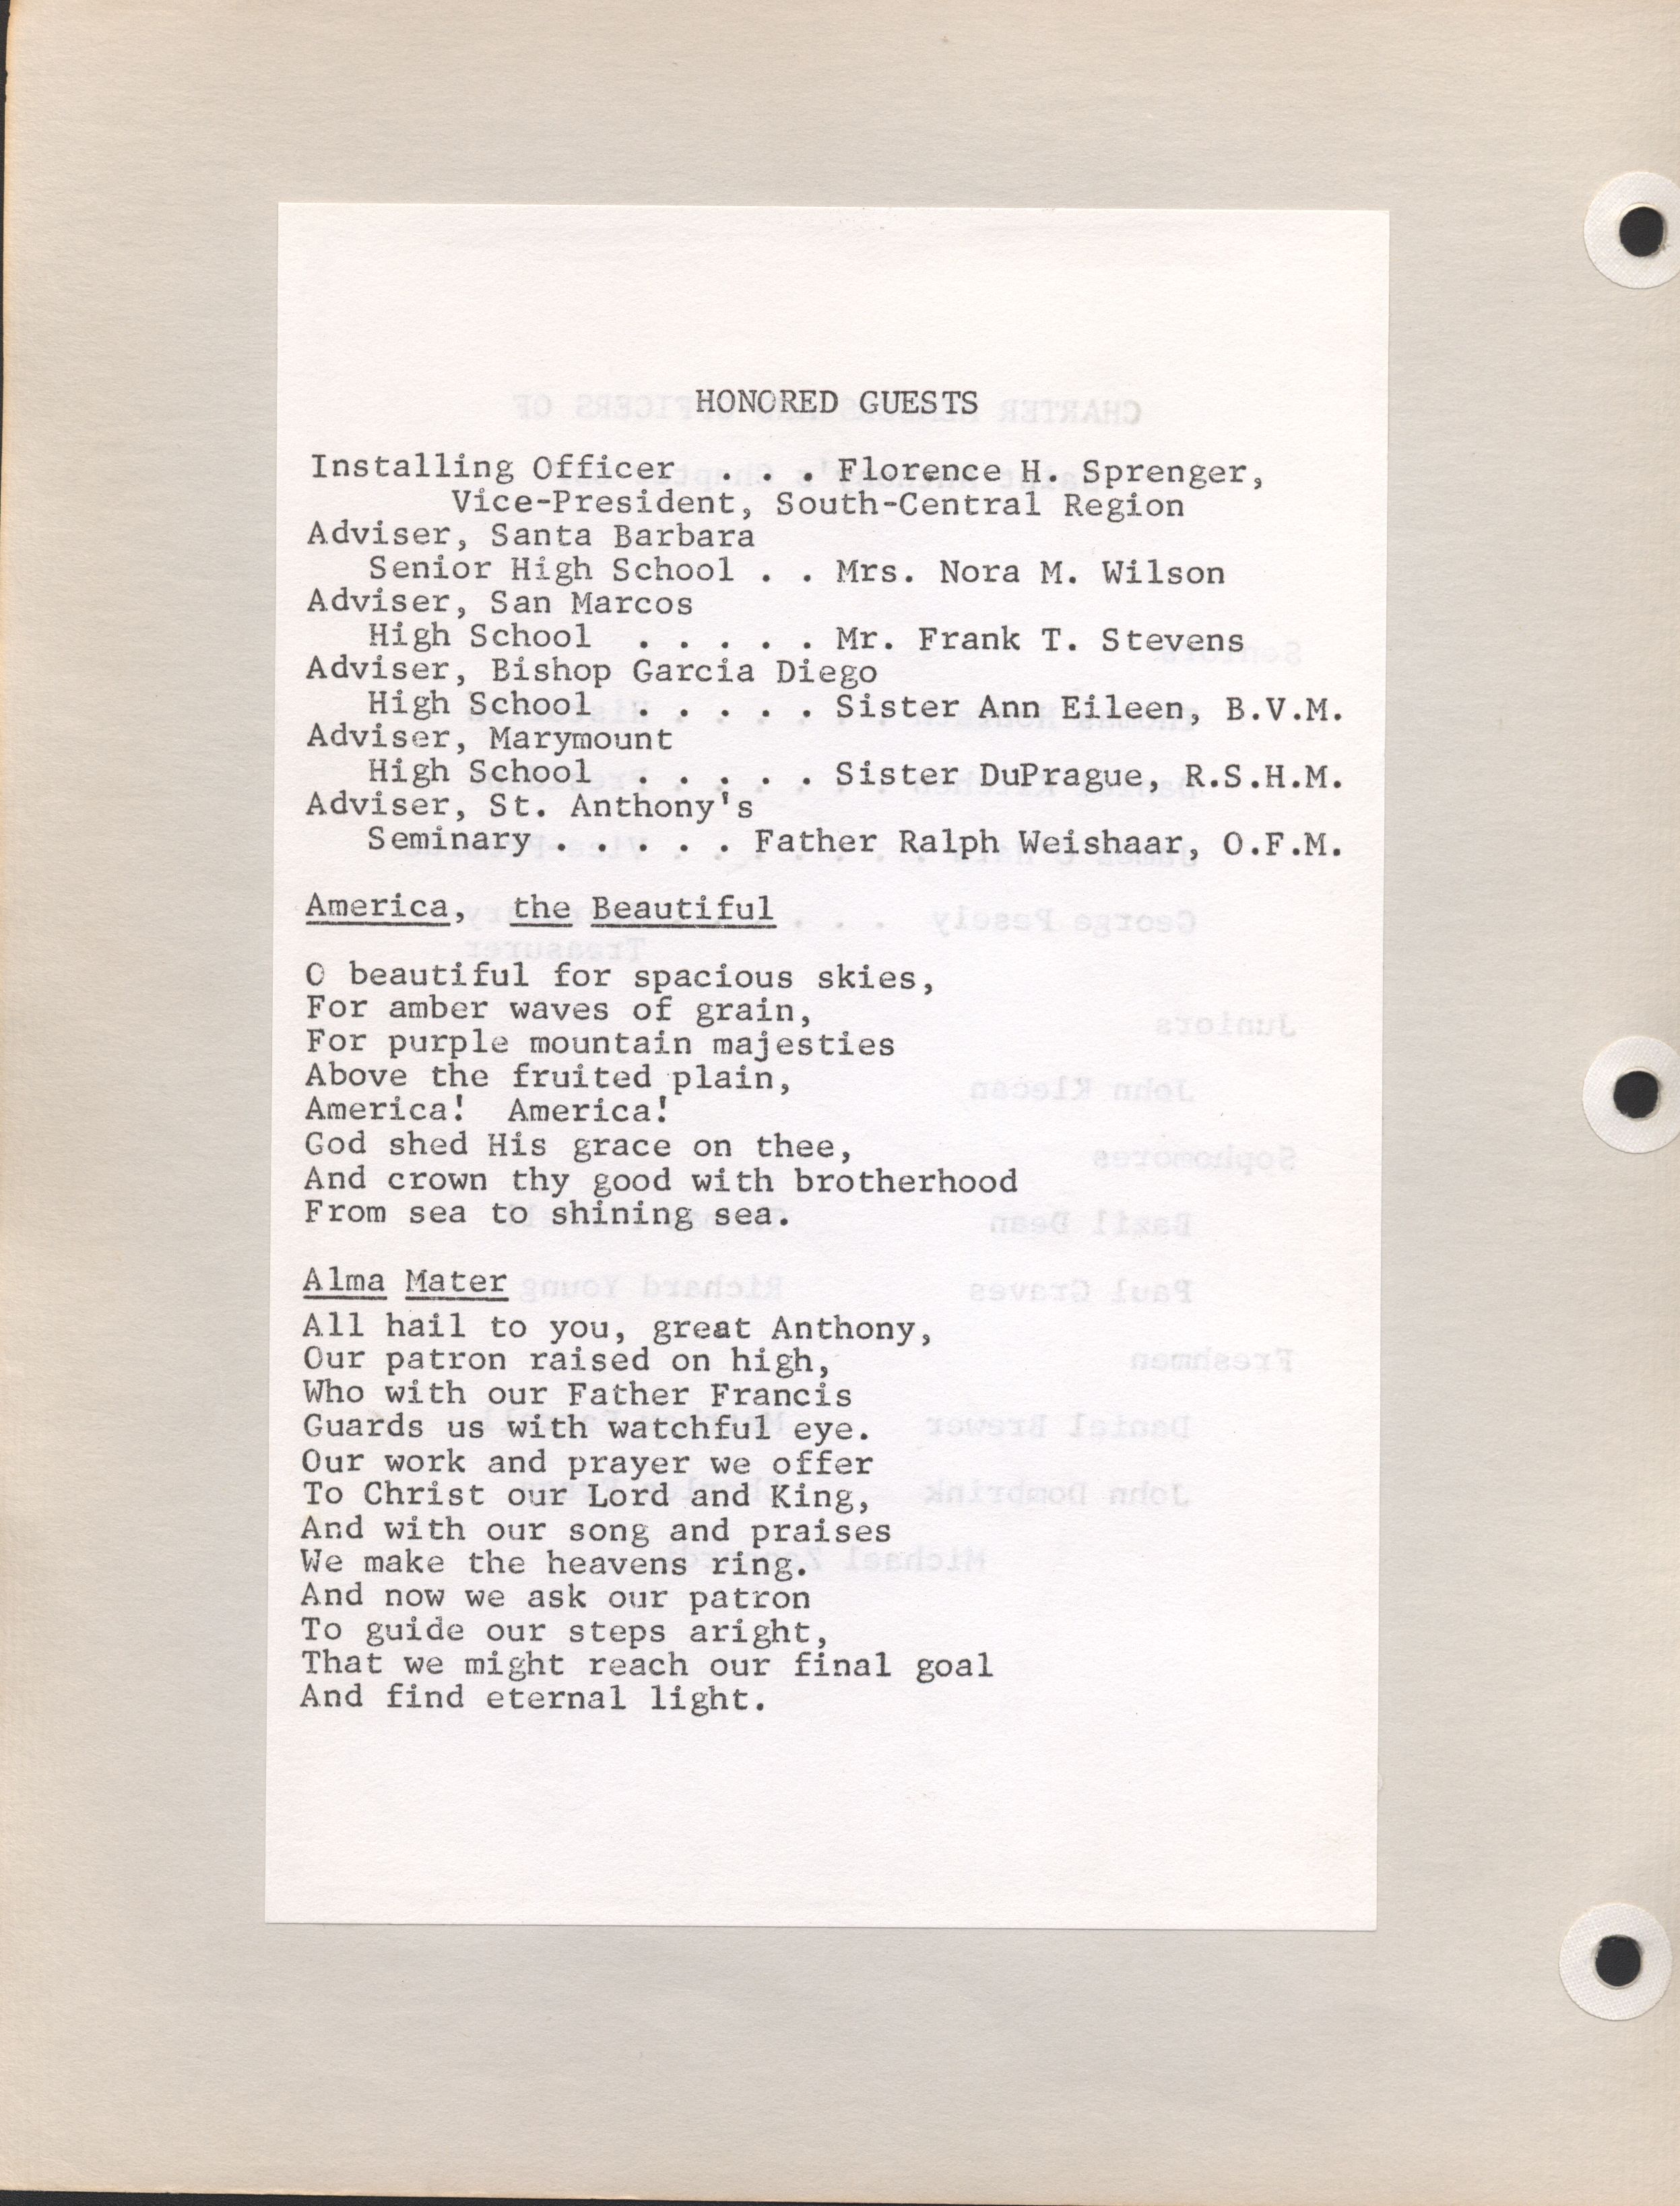 HONORED GUESTS
Installing Officer . . . Florence H. Sprenger,
Vice-President, South-Central Region
Adviser, Santa Barbara
Senior High School . . Mrs. Nora M. Wilson
Adviser, San Marcos
High School . . . . . Mr. Frank T. Stevens
Adviser, Bishop Garcia Diego
High School . . . . . Sister Ann Eileen, B.V.M.
Adviser, Marymount
High School . . . . . Sister DuPrague, R.S.H.M.
Adviser, St. Anthony's
Seminary . . . . . Father Ralph Weishaar, O.F.M.
America, the Beautiful
O beautiful for spacious skies,
For amber waves of grain,
For purple mountain majesties
Above the fruited plain,
America! America!
God shed His grace on thee,
And crown thy good with brotherhood
From sea to shining sea.
Alma Mater
All hail to you, great Anthony,
Our patron raised on high,
Who with our Father Francis
Guards us with watchful eye.
Our work and prayer we offer
To Christ our Lord and King,
And with our song and praises
We make the heavens ring.
And now we ask our patron
To guide our steps aright,
That we might reach our final goal
And find eternal light.